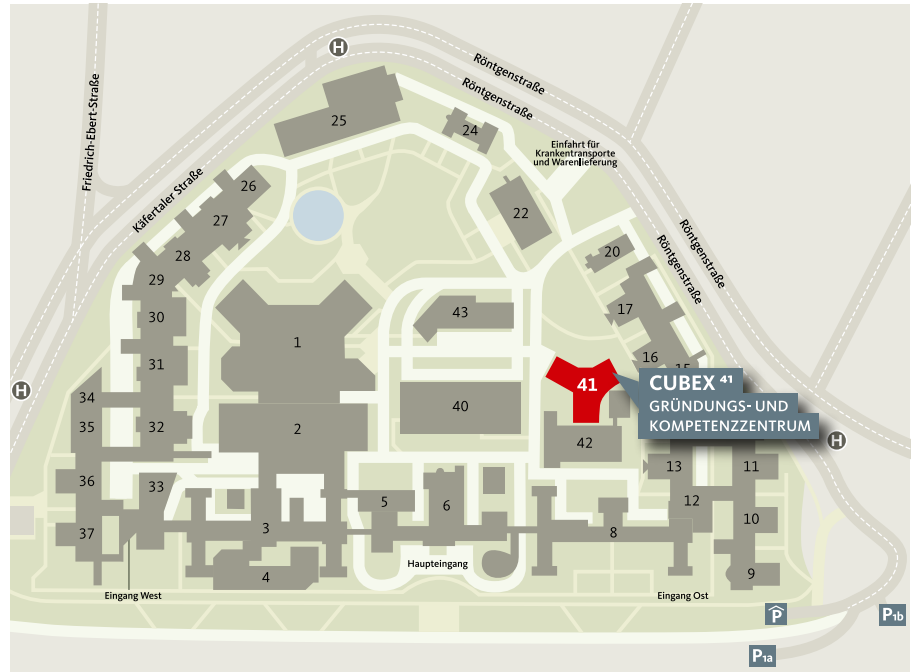 H
Röntgenstraße
Röntgenstraße
Friedrich-Ebert-Straße
25
24
Einfahrt für
Krankentransporte
und Warenlieferung
Käfertaler Straße
26
27
22
28
20
Röntgenstraße
Röntgenstraße
29
30
43
17
1
31
16
15
H
34
41
CUBEX 41
GRÜNDUNGS- UND
KOMPETENZZENTRUM
40
35
32
2
42
H
36
33
13
11
5
6
12
10
37
3
8
Haupteingang
4
9
Eingang West
Eingang Ost
P
P1b
P1a